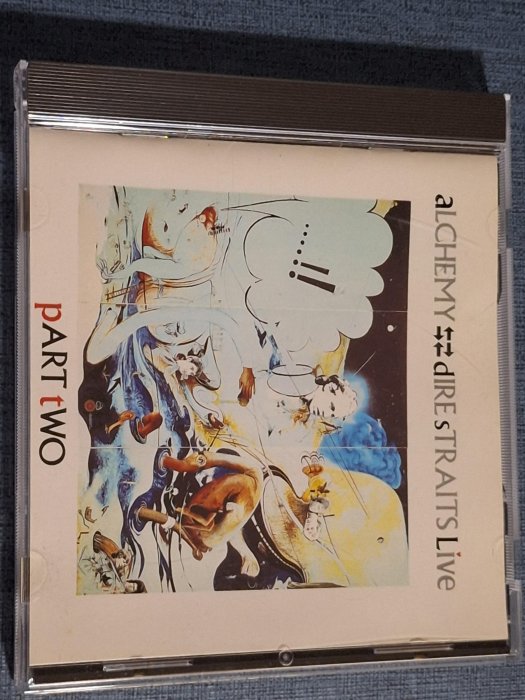 aLCHEMY ⇆⇄ dIRE sTRAITS Live
.....!!
pART tWO